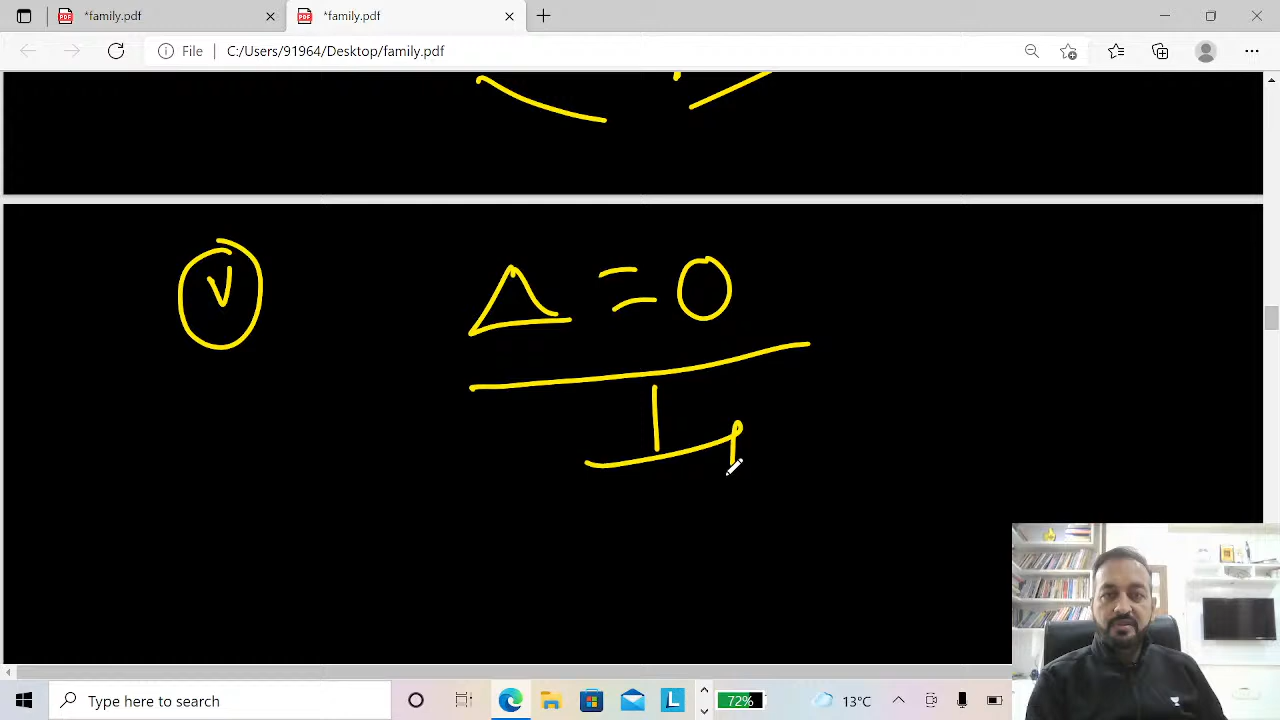 *family.pdf *family.pdf
File C:/Users/91964/Desktop/family.pdf
V Δ = 0
Type here to search 72% 13°C